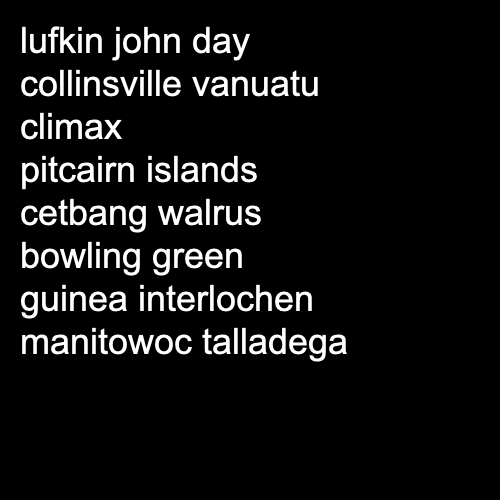 lufkin john day
collinsville vanuatu
climax
pitcairn islands
cetbang walrus
bowling green
guinea interlochen
manitowoc talladega